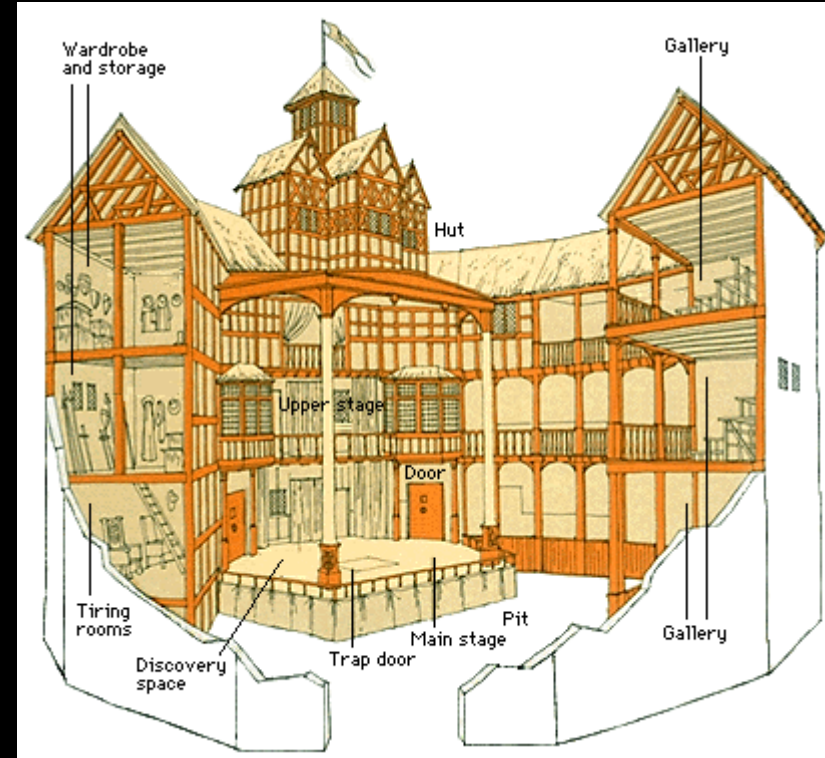 Wardrobe
and storage
Gallery
Hut
Upper stage
Door
Tiring
rooms
Discovery
space
Trap door
Main stage
Pit
Gallery